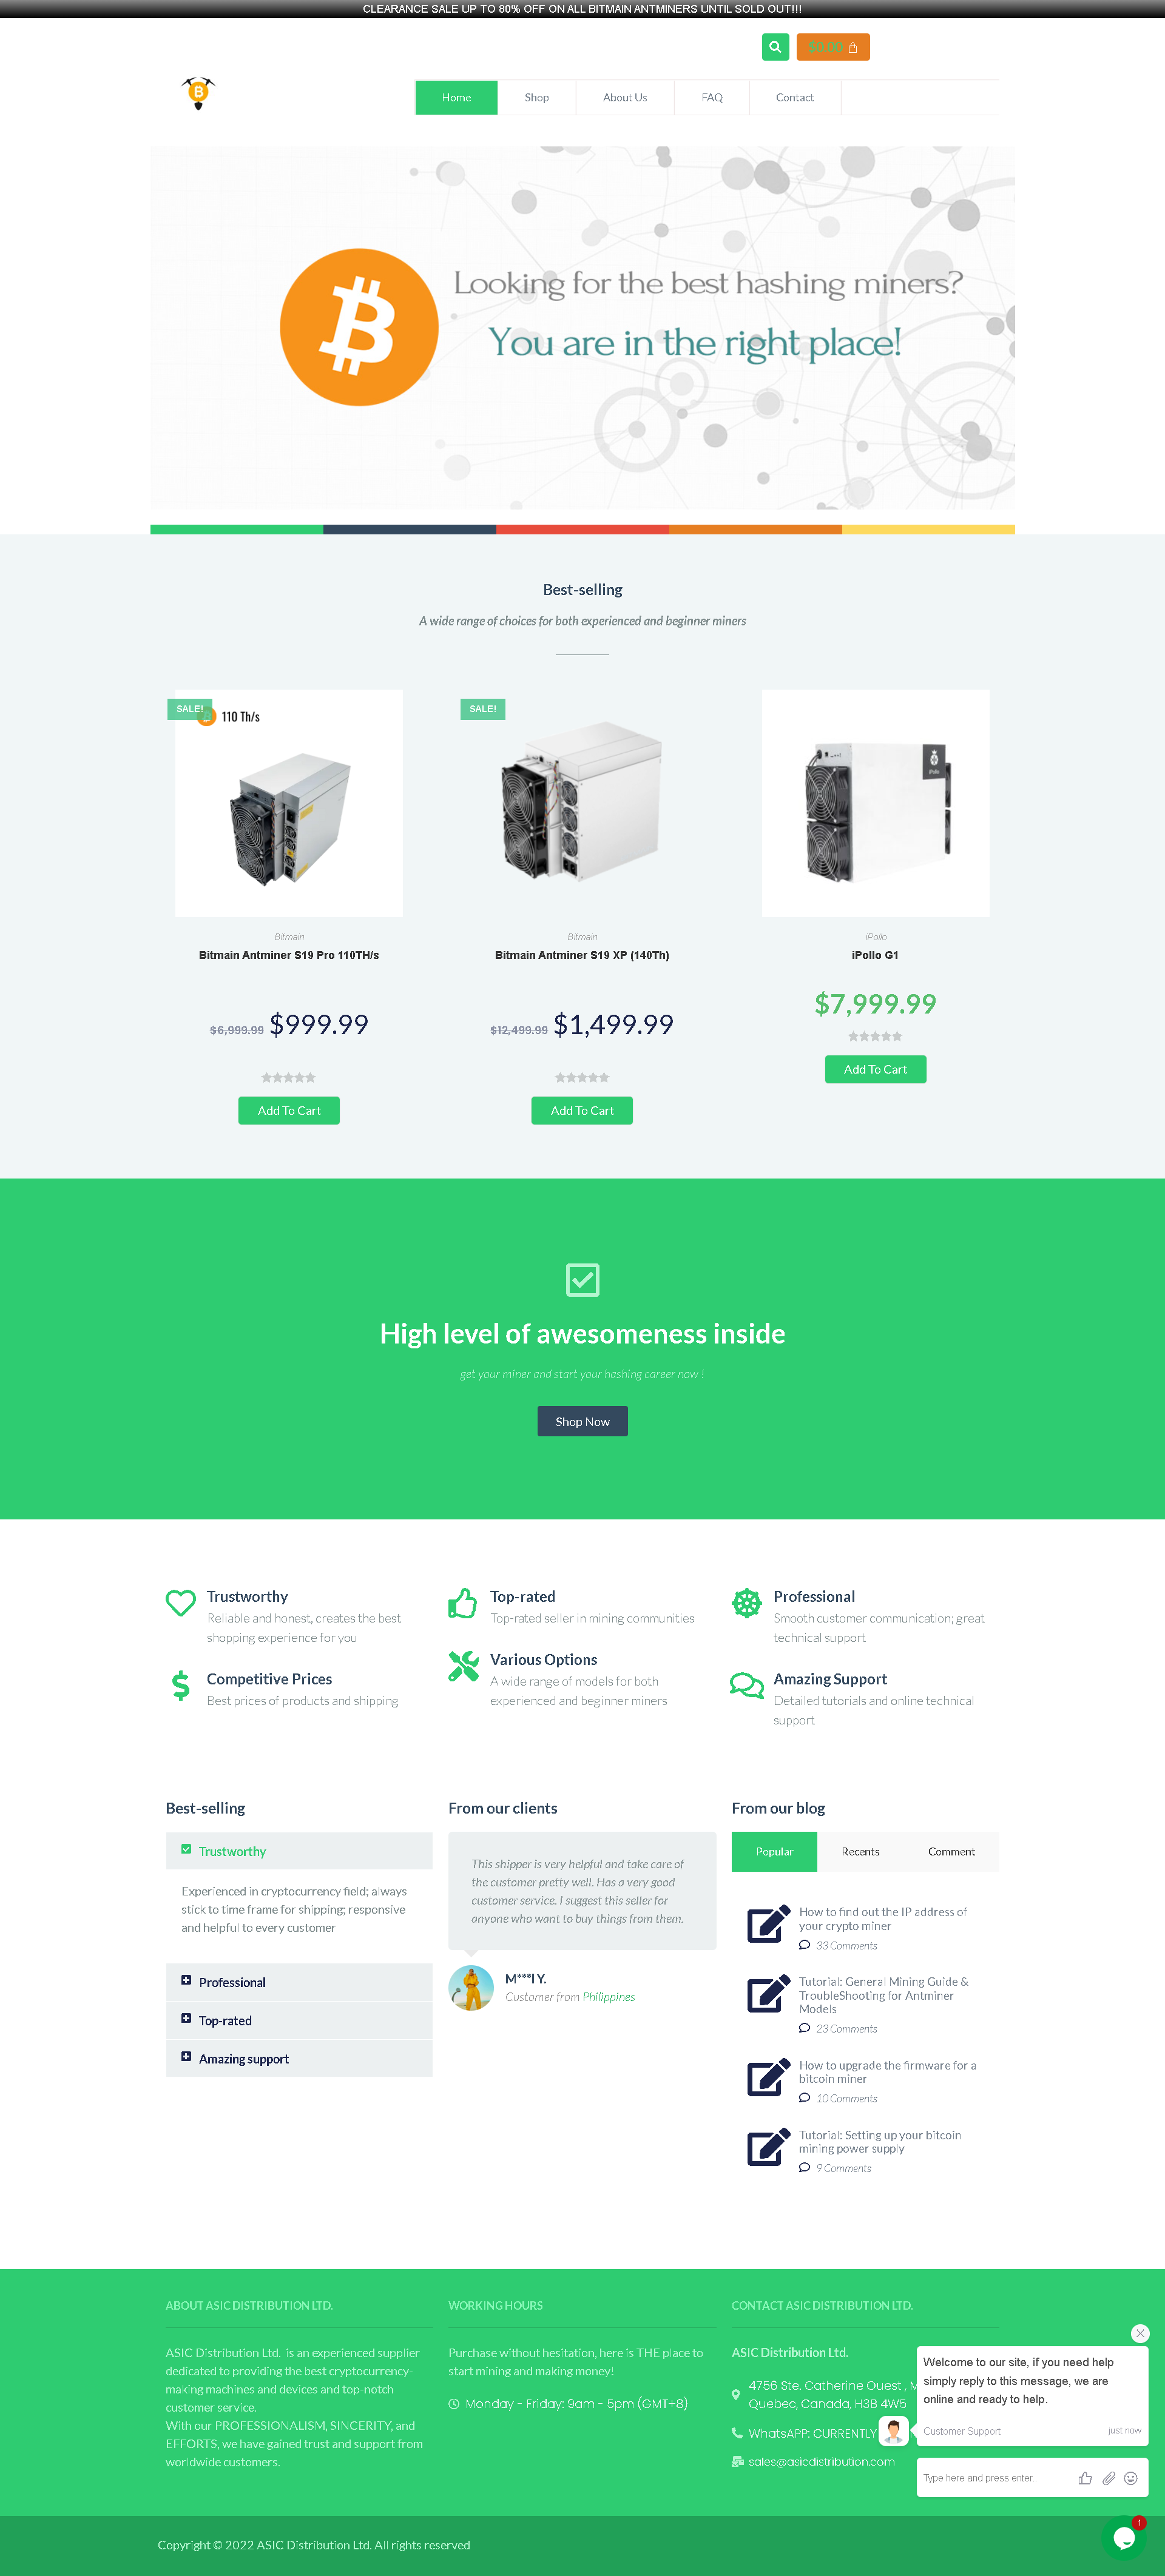 CLEARANCE SALE UP TO 80% OFF ON ALL BITMAIN ANTMINERS UNTIL SOLD OUT!!!
$0.00
Home
Shop
About Us
FAQ
Contact
Looking for the best hashing miners?
You are in the right place!
Best-selling
A wide range of choices for both experienced and beginner miners
SALE!
110 Th/s
Bitmain
Bitmain Antminer S19 Pro 110TH/s
$6,999.99 $999.99
Add To Cart
SALE!
Bitmain
Bitmain Antminer S19 XP (140Th)
$12,499.99 $1,499.99
Add To Cart
iPollo
iPollo
iPollo G1
$7,999.99
Add To Cart
High level of awesomeness inside
get your miner and start your hashing career now !
Shop Now
Trustworthy
Reliable and honest, creates the best
shopping experience for you
Competitive Prices
Best prices of products and shipping
Top-rated
Top-rated seller in mining communities
Various Options
A wide range of models for both
experienced and beginner miners
Professional
Smooth customer communication; great
technical support
Amazing Support
Detailed tutorials and online technical
support
Best-selling
Trustworthy
Experienced in cryptocurrency field; always
stick to time frame for shipping; responsive
and helpful to every customer
Professional
Top-rated
Amazing support
From our clients
This shipper is very helpful and take care of
the customer pretty well. Has a very good
customer service. I suggest this seller for
anyone who want to buy things from them.
M***l Y.
Customer from Philippines
From our blog
Popular
Recents
Comment
How to find out the IP address of
your crypto miner
33 Comments
Tutorial: General Mining Guide &
TroubleShooting for Antminer
Models
23 Comments
How to upgrade the firmware for a
bitcoin miner
10 Comments
Tutorial: Setting up your bitcoin
mining power supply
9 Comments
ABOUT ASIC DISTRIBUTION LTD.
ASIC Distribution Ltd. is an experienced supplier
dedicated to providing the best cryptocurrency-
making machines and devices and top-notch
customer service.
With our PROFESSIONALISM, SINCERITY, and
EFFORTS, we have gained trust and support from
worldwide customers.
WORKING HOURS
Purchase without hesitation, here is THE place to
start mining and making money!
Monday - Friday: 9am - 5pm (GMT+8)
CONTACT ASIC DISTRIBUTION LTD.
ASIC Distribution Ltd.
4756 Ste. Catherine Ouest ,
Quebec, Canada, H3B 4W5
WhatsAPP: CURRENTLY
sales@asicdistribution.com
Welcome to our site, if you need help
simply reply to this message, we are
online and ready to help.
Customer Support
just now
Type here and press enter..
1
Copyright © 2022 ASIC Distribution Ltd. All rights reserved